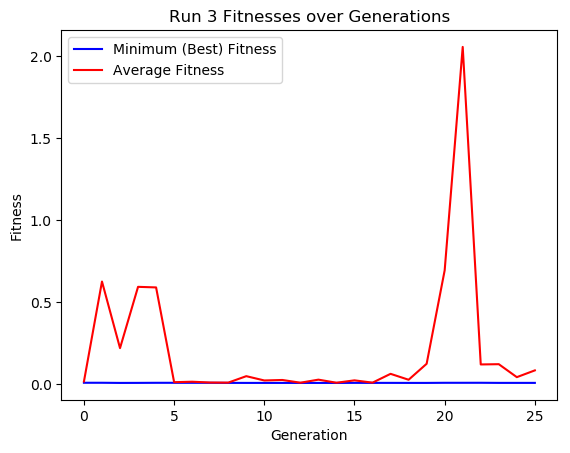 Run 3 Fitnesses over Generations
Minimum (Best) Fitness
Average Fitness
2.0
1.5
1.0
0.5
0.0
Fitness
0 5 10 15 20 25
Generation